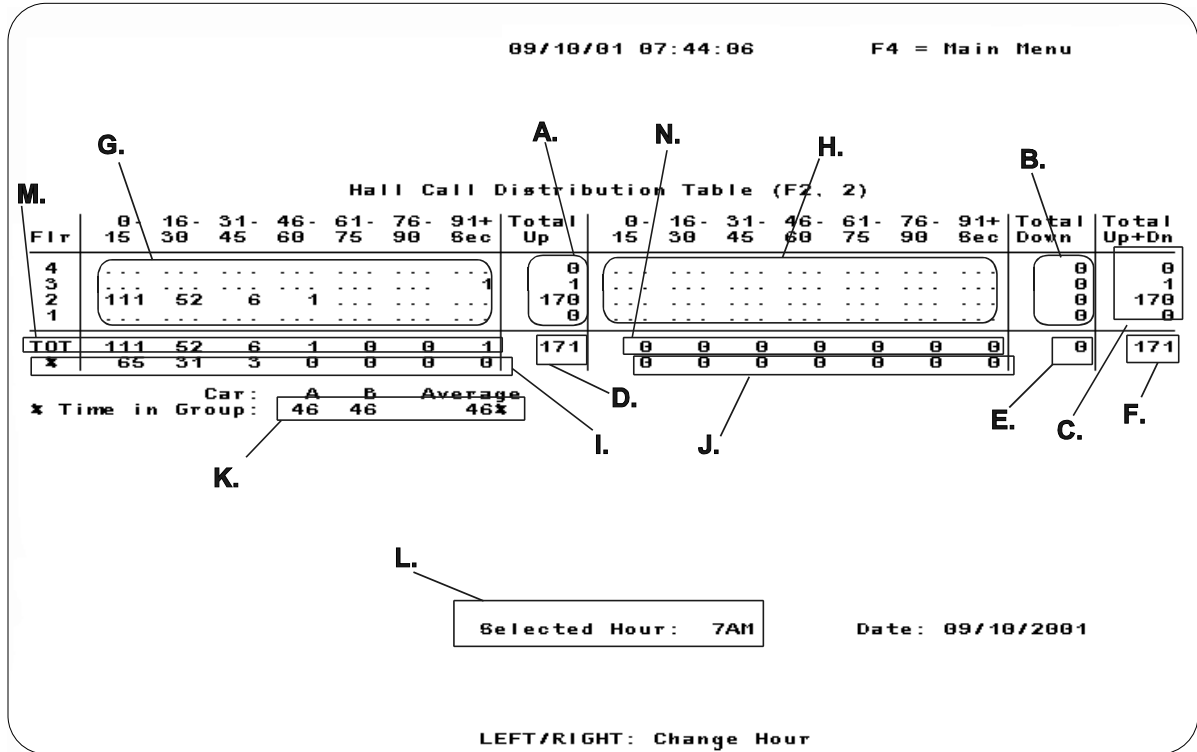 09/10/01 07:44:06 F4 = Main Menu
A. N.
G. H. B.
M. Hall Call Distribution Table (F2, 2)
0- 16- 31- 46- 61- 76- 91+ Total 0- 16- 31- 46- 61- 76- 91+ Total Total
Flr 15 30 45 60 75 90 Sec Up 15 30 45 60 75 90 Sec Down Up+Dn
4 ... ... ... ... ... ... ... 0 ... ... ... ... ... ... ... 0 0
3 ... ... ... ... ... ... 1 1 ... ... ... ... ... ... ... 0 1
2 111 52 6 1 ... ... ... 170 ... ... ... ... ... ... ... 0 170
1 ... ... ... ... ... ... ... 0 ... ... ... ... ... ... ... 0 0
TOT 111 52 6 1 0 0 1 171 0 0 0 0 0 0 0 0 171
% 65 31 3 0 0 0 0 0 0 0 0 0 0 0
Car: A B Average
% Time in Group: 46 46 46%
D. E. C. F.
I. J.
K.
L.
Selected Hour: 7AM Date: 09/10/2001
LEFT/RIGHT: Change Hour